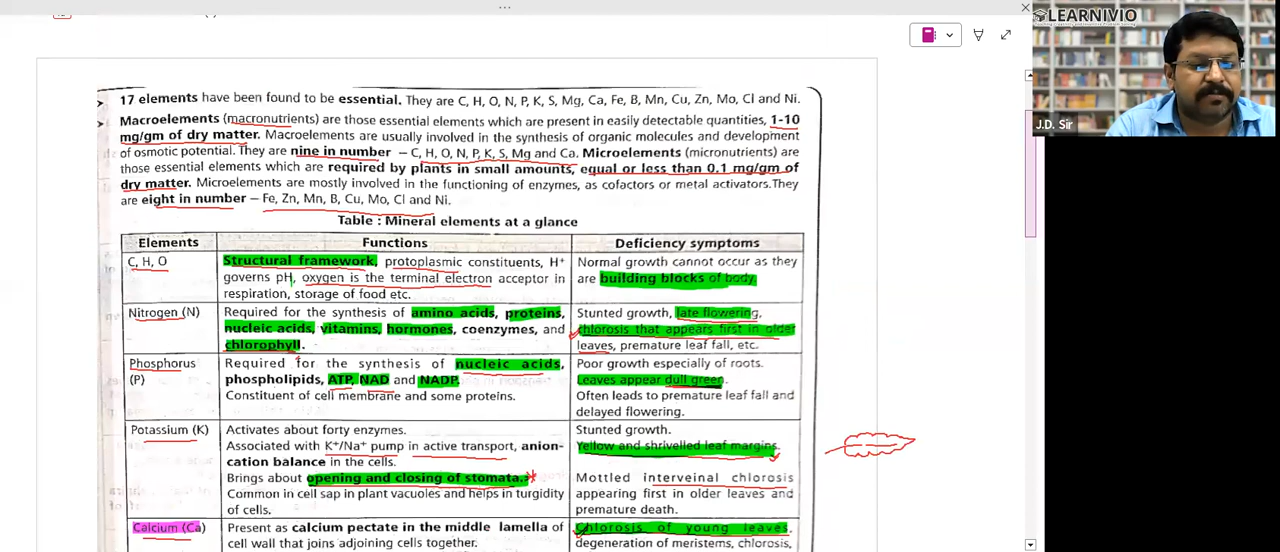 LEARNIVIO
J.D. Sir
17 elements have been found to be essential. They are C, H, O, N, P, K, S, Mg, Ca, Fe, B, Mn, Cu, Zn, Mo, Cl and Ni.
Macroelements (macronutrients) are those essential elements which are present in easily detectable quantities, 1-10
mg/gm of dry matter. Macroelements are usually involved in the synthesis of organic molecules and development
of osmotic potential. They are nine in number – C, H, O, N, P, K, S, Mg and Ca. Microelements (micronutrients) are
those essential elements which are required by plants in small amounts, equal or less than 0.1 mg/gm of
dry matter. Microelements are mostly involved in the functioning of enzymes, as cofactors or metal activators.They
are eight in number – Fe, Zn, Mn, B, Cu, Mo, Cl and Ni.
Table : Mineral elements at a glance
Elements Functions Deficiency symptoms
C, H, O
Structural framework, protoplasmic constituents, H+
governs pH, oxygen is the terminal electron acceptor in
respiration, storage of food etc.
Normal growth cannot occur as they
are building blocks of body.
Nitrogen (N)
Required for the synthesis of amino acids, proteins,
nucleic acids, vitamins, hormones, coenzymes, and
chlorophyll.
Stunted growth, late flowering,
chlorosis that appears first in older
leaves, premature leaf fall, etc.
Phosphorus
(P)
Required for the synthesis of nucleic acids,
phospholipids, ATP, NAD and NADP.
Constituent of cell membrane and some proteins.
Poor growth especially of roots.
Leaves appear dull green.
Often leads to premature leaf fall and
delayed flowering.
Potassium (K)
Activates about forty enzymes.
Associated with K+/Na+ pump in active transport, anion-
cation balance in the cells.
Brings about opening and closing of stomata.
Common in cell sap in plant vacuoles and helps in turgidity
of cells.
Stunted growth.
Yellow and shrivelled leaf margins.
Mottled interveinal chlorosis
appearing first in older leaves and
premature death.
Calcium (Ca)
Present as calcium pectate in the middle lamella of
cell wall that joins adjoining cells together.
Chlorosis of young leaves,
degeneration of meristems, chlorosis,